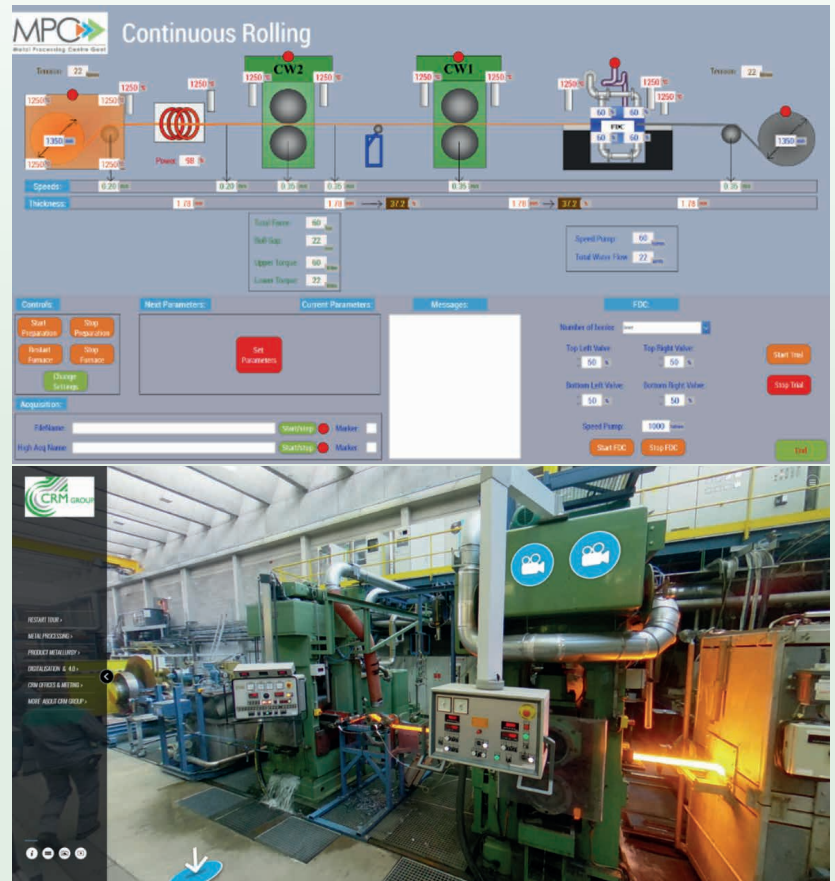 MPC
Metal Processing Centre Gent
Continuous Rolling
Tension: 22
1250 1250
1250 1250
1250
1250
CW2
1250 1250
CW1
1250 1250
1250
1250
Tension: 22
1350
60 60
FDC
60 60
1350
Power: 98 %
Speeds: 0.20 0.20 0.35 0.35 0.35 0.35
Thickness: 1.78 1.78 37.2 1.78 37.2 1.78
Total Force: 60
Roll Gap: 22
Upper Torque: 60
Lower Torque: 22
Speed Pump: 60
Total Water Flow: 22
Controls: Next Parameters: Current Parameters: Messages: FDC:
Start Preparation
Stop Preparation
Restart Furnace
Stop Furnace
Change Settings
Set Parameters
Number of books:
Top Left Valve: Top Right Valve:
50 % 50 %
Bottom Left Valve: Bottom Right Valve:
50 % 50 %
Speed Pump: 1000
Start FDC Stop FDC
Start Trial
Stop Trial
End
Acquisition:
FileName: Start/Stop Marker:
High Acq Name: Start/Stop Marker:
CRM GROUP
RESTART TOUR >
METAL PROCESSING >
PRODUCT METALLURGY >
DIGITALISATION & 4.0 >
CRM OFFICES & MEETING >
MORE ABOUT CRM GROUP >